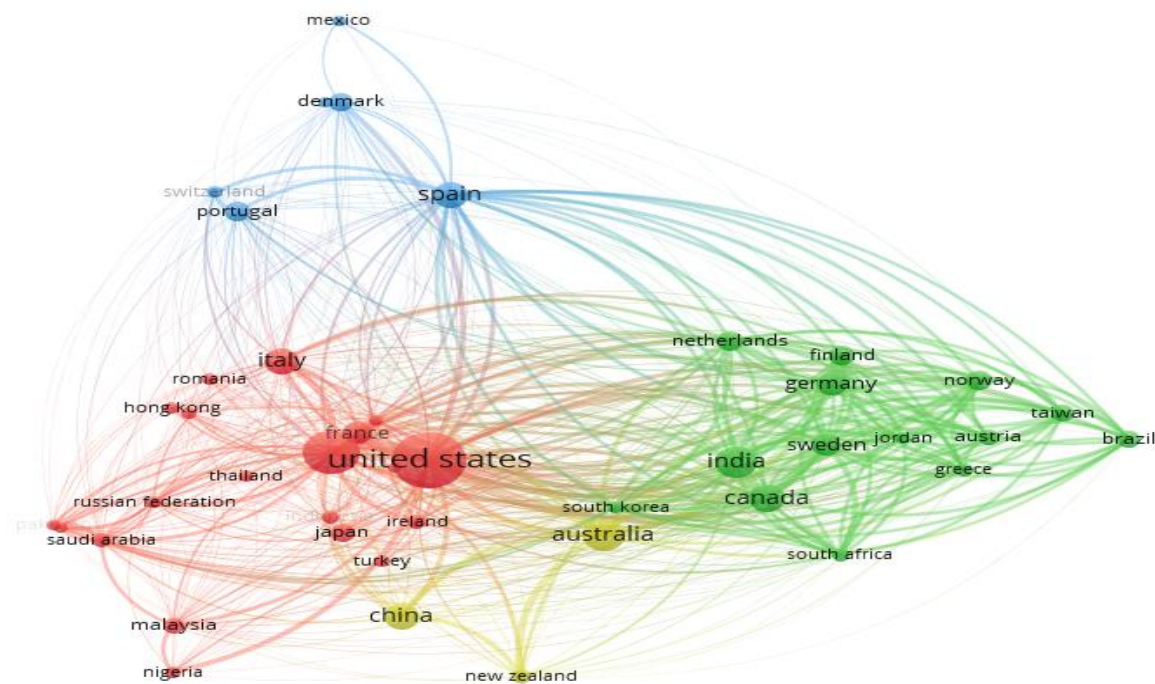 mexico
denmark
switzerland
portugal
spain
netherlands
finland
italy
germany
norway
romania
hong kong
taiwan
france
brazil
sweden
jordan
austria
united states
india
greece
thailand
canada
russian federation
south korea
ireland
japan
saudi arabia
australia
south africa
turkey
china
malaysia
nigeria
new zealand